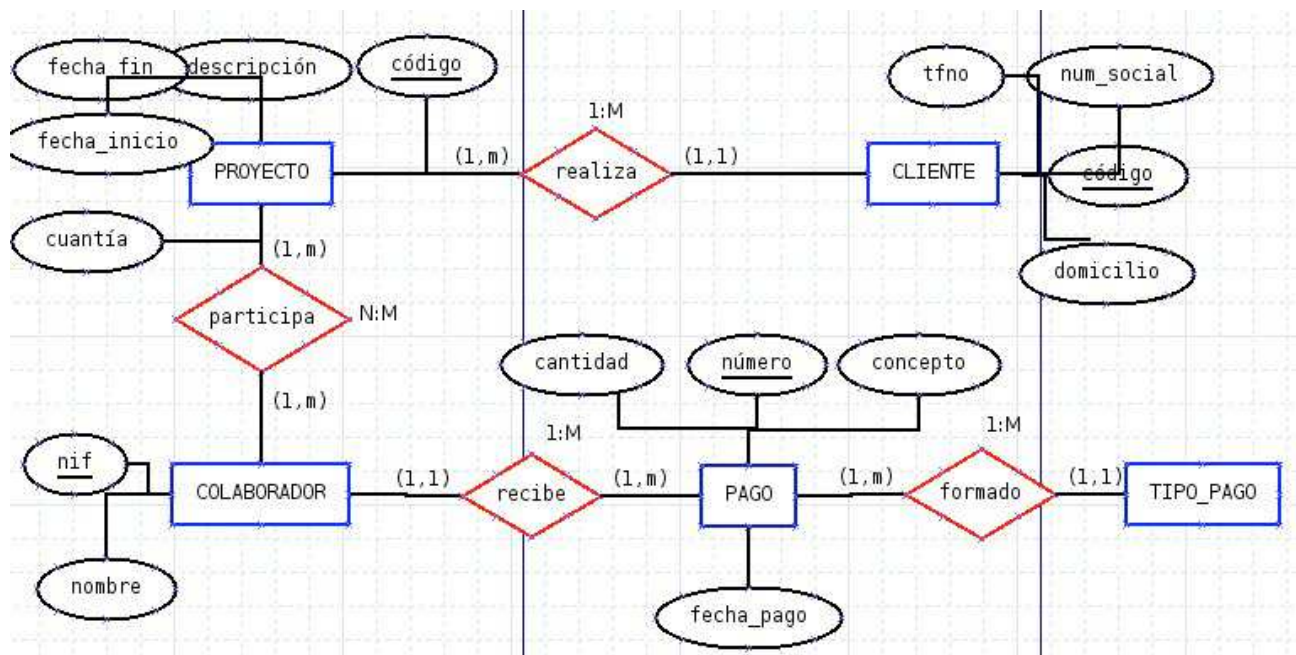 fecha_fin
descripción
código
tfno
num_social
1:M
fecha_inicio
PROYECTO
(1,m)
realiza
(1,1)
CLIENTE
código
cuantía
(1,m)
domicilio
participa
N:M
cantidad
número
concepto
(1,m)
1:M
1:M
nif
COLABORADOR
(1,1)
recibe
(1,m)
PAGO
(1,m)
formado
(1,1)
TIPO_PAGO
nombre
fecha_pago